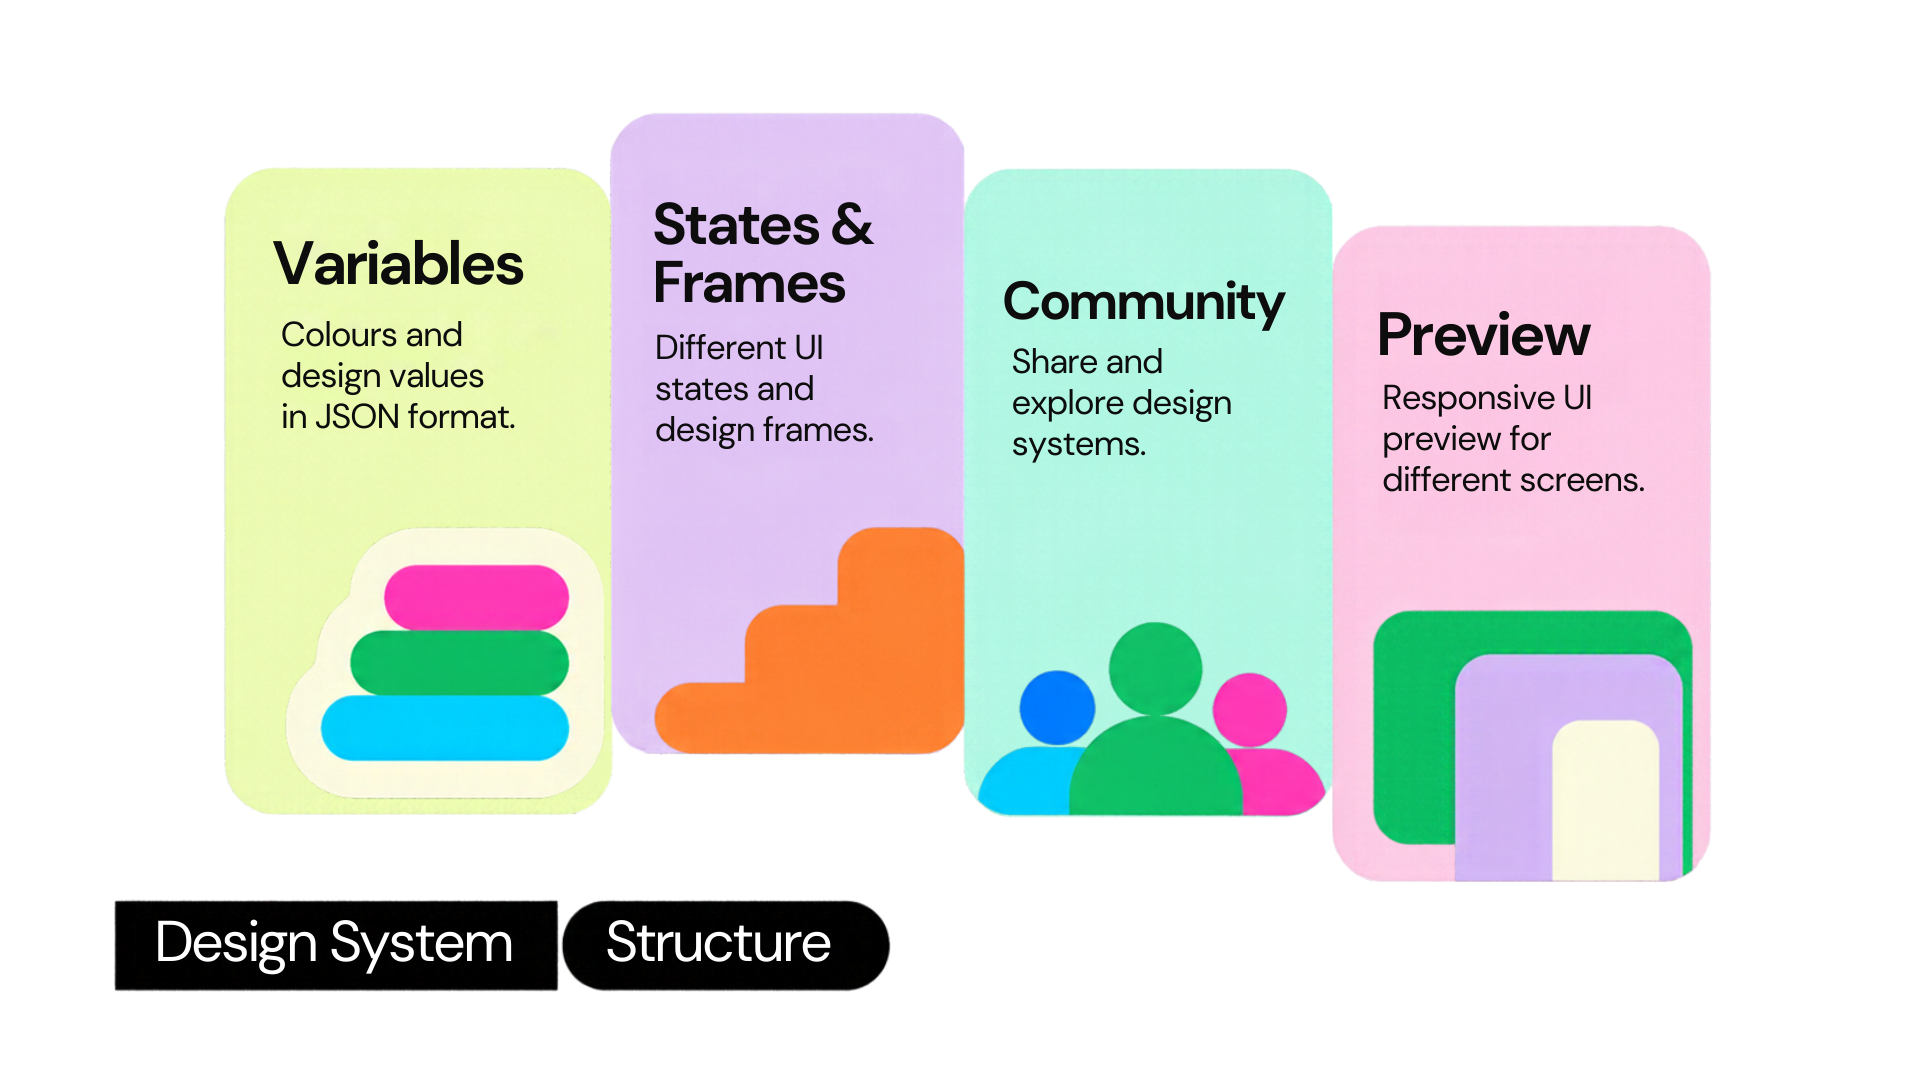 Variables
Colours and
design values
in JSON format.
States &
Frames
Different UI
states and
design frames.
Community
Share and
explore design
systems.
Preview
Responsive UI
preview for
different screens.
Design System
Structure